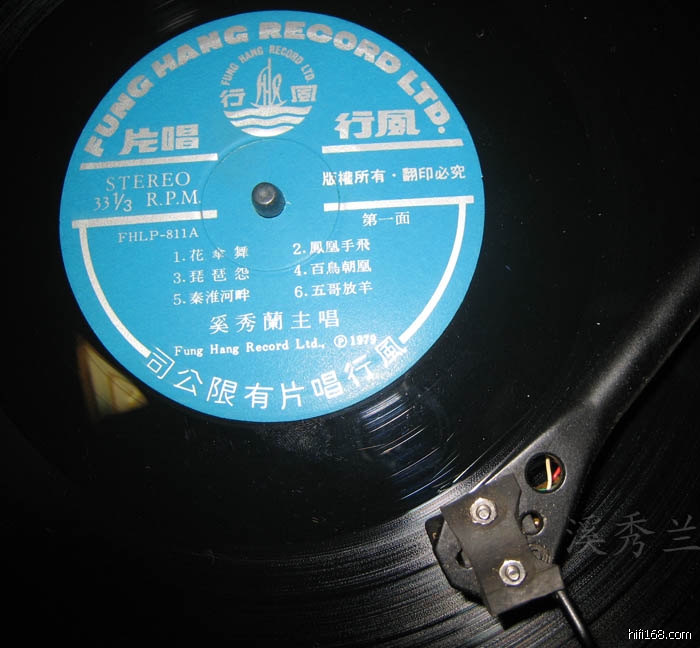 FUNG HANG RECORD LTD.
FUNG HANG RECORD LTD.
行 風
片唱 行風
STEREO
33 1/3 R.P.M.
版權所有·翻印必究
FHLP-811A
第一面
1.花傘舞
2.鳳凰手飛
3.琵琶怨
4.百鳥朝凰
5.秦淮河畔
6.五哥放羊
奚秀蘭主唱
Fung Hang Record Ltd., Ⓟ1979
司公限有片唱行風
溪秀兰
hifi168.com